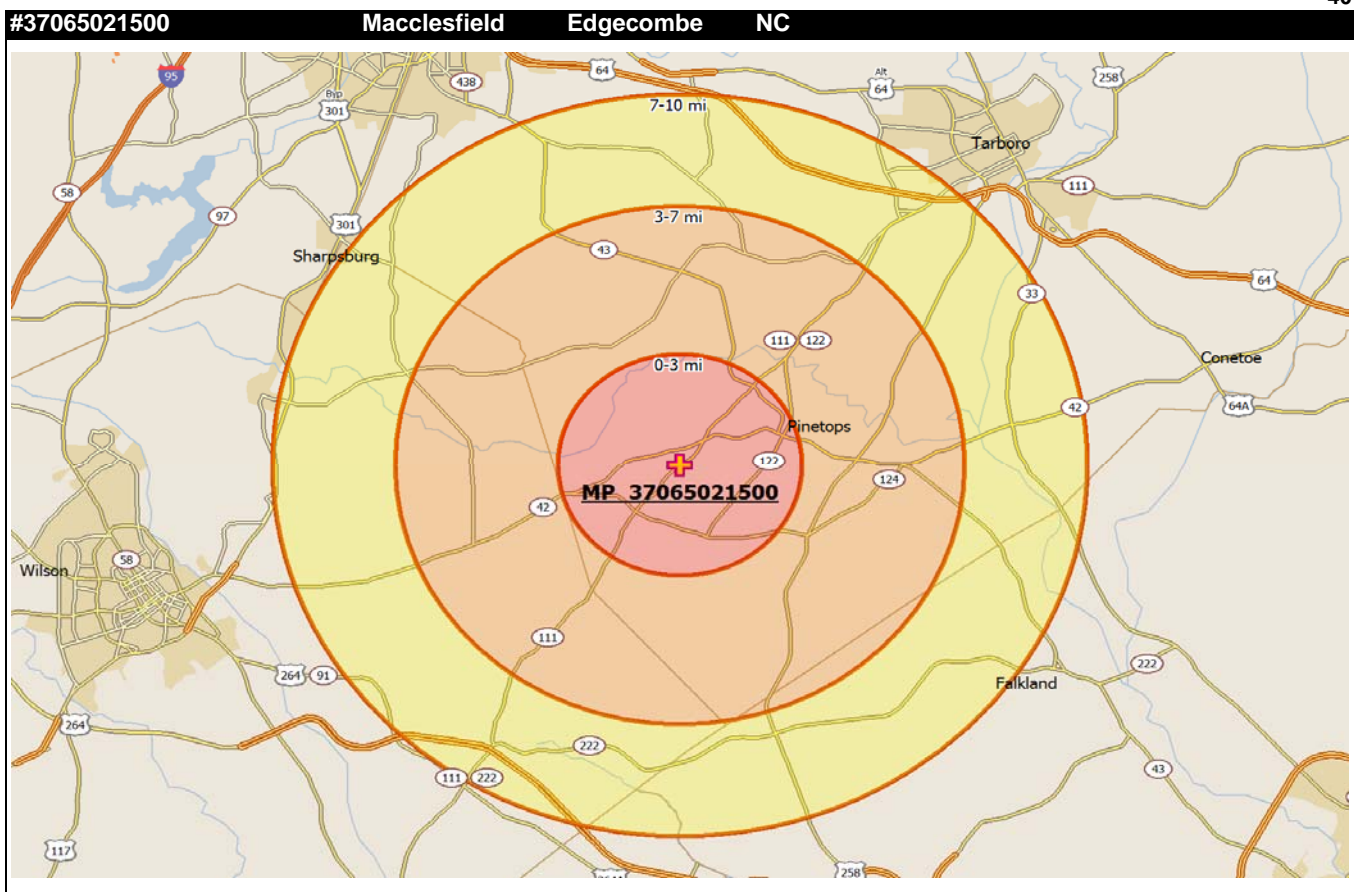 #37065021500 Macclesfield Edgecombe NC
95
438
64
Alt
64
258
Byp
301
7-10 mi
Tarboro
58
111
97
301
3-7 mi
Sharpsburg
43
64
33
111 122
Conetoe
0-3 mi
64A
42
Pinetops
122
124
MP 37065021500
42
58
Wilson
111
222
264 91
Falkland
264
222
43
111 222
117
258